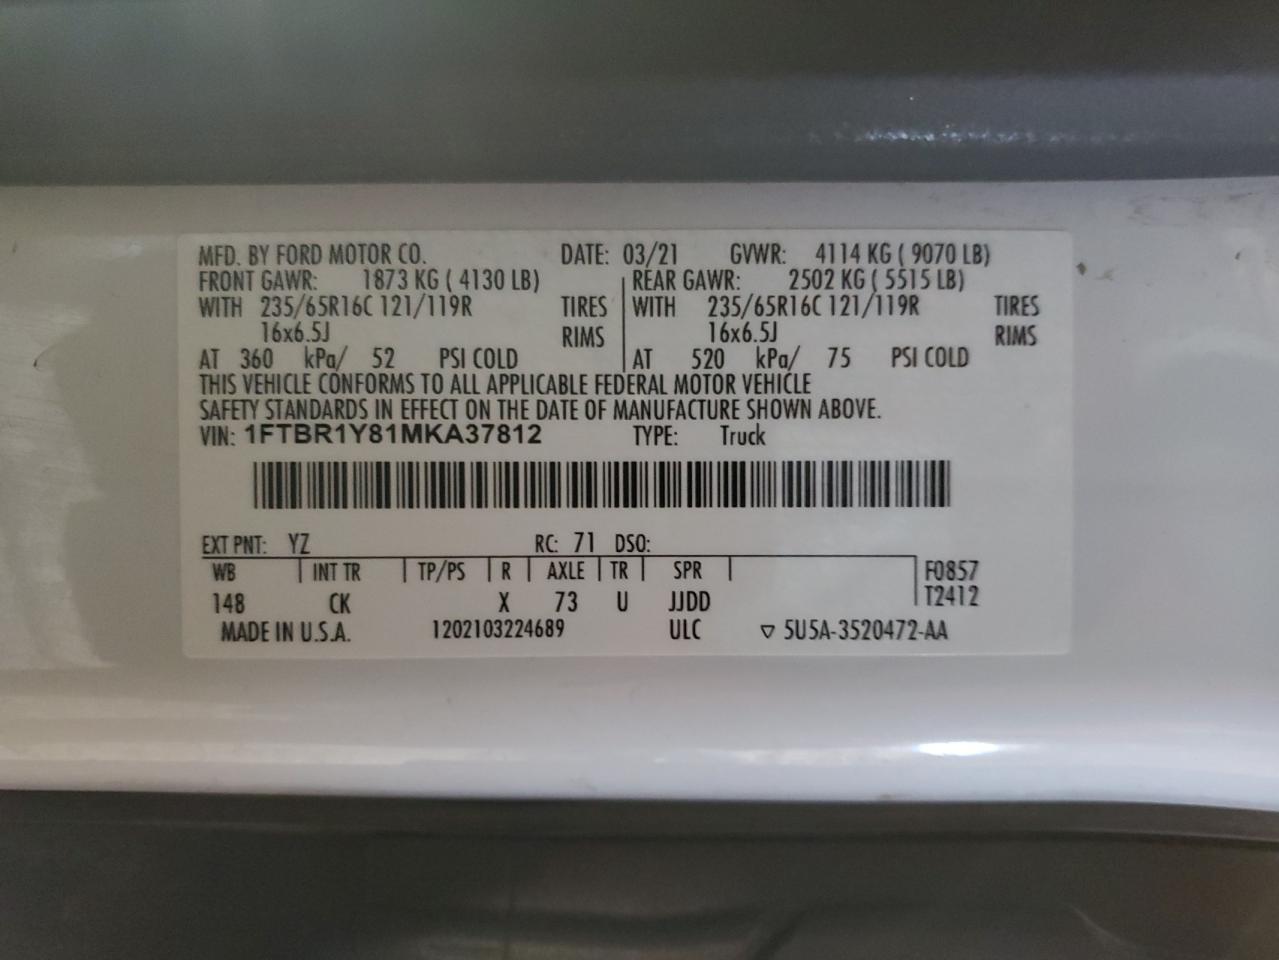 MFD. BY FORD MOTOR CO. DATE: 03/21 GVWR: 4114 KG ( 9070 LB)
FRONT GAWR: 1873 KG ( 4130 LB) REAR GAWR: 2502 KG ( 5515 LB)
WITH 235/65R16C 121/119R TIRES WITH 235/65R16C 121/119R TIRES
16x6.5J RIMS 16x6.5J RIMS
AT 360 kPa/ 52 PSI COLD AT 520 kPa/ 75 PSI COLD
THIS VEHICLE CONFORMS TO ALL APPLICABLE FEDERAL MOTOR VEHICLE
SAFETY STANDARDS IN EFFECT ON THE DATE OF MANUFACTURE SHOWN ABOVE.
VIN: 1FTBR1Y81MKA37812 TYPE: Truck
EXT PNT: YZ RC: 71 DSO:
WB INT TR TP/PS R AXLE TR SPR F0857
148 CK X 73 U JJDD T2412
MADE IN U.S.A. 1202103224689 ULC ▽ 5U5A-3520472-AA